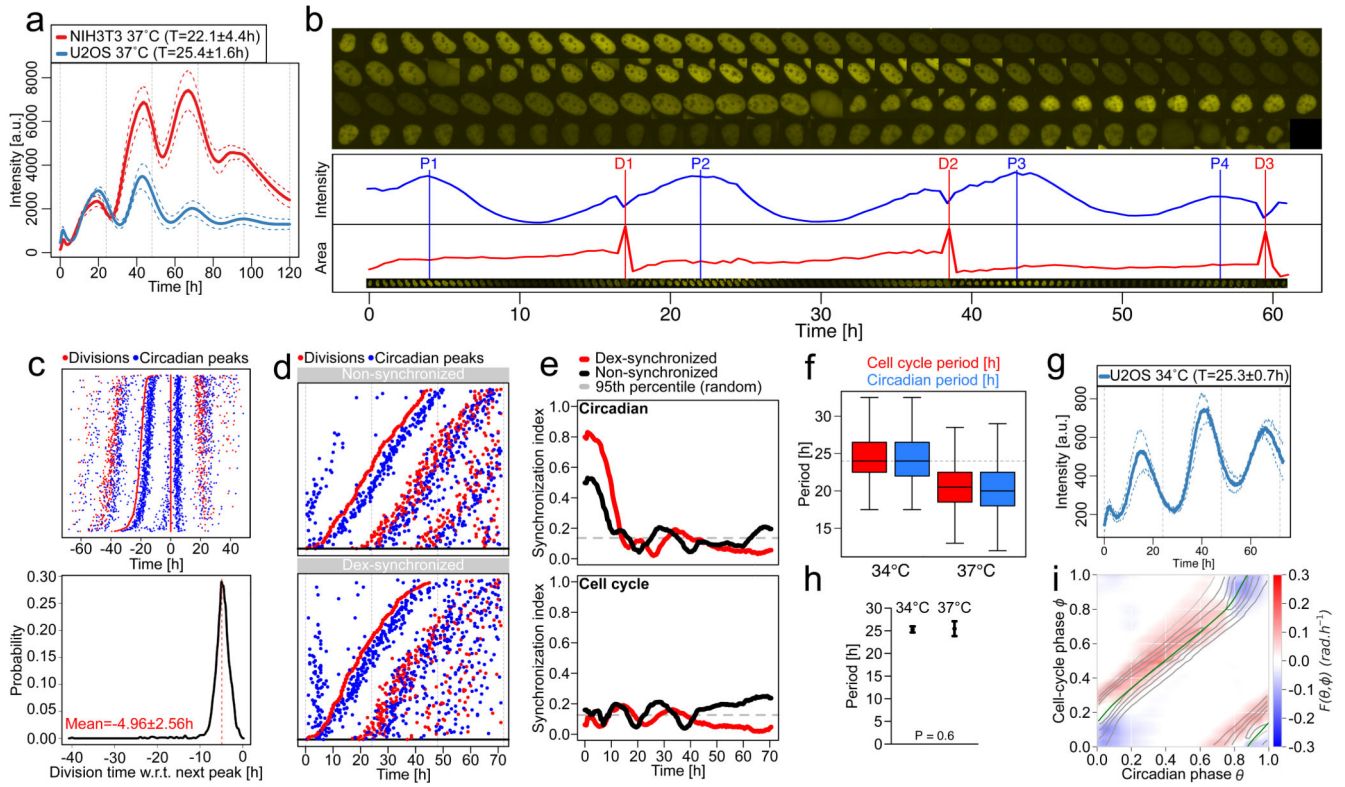 a
NIH3T3 37°C (T=22.1±4.4h)
U2OS 37°C (T=25.4±1.6h)
Intensity [a.u.]
8000
6000
4000
2000
0
0 20 40 60 80 100 120
Time [h]
b
P1 D1 P2 D2 P3 P4 D3
Intensity
Area
0 10 20 30 40 50 60
Time [h]
c
Divisions Circadian peaks
-60 -40 -20 0 20 40
Time [h]
Probability
0.30
0.25
0.20
0.15
0.10
0.05
0.00
Mean=-4.96±2.56h
-40 -30 -20 -10 0
Division time w.r.t. next peak [h]
d
Divisions Circadian peaks
Non-synchronized
Dex-synchronized
0 10 20 30 40 50 60 70
Time [h]
e
Dex-synchronized
Non-synchronized
95th percentile (random)
Circadian
Synchronization index
1.0
0.8
0.6
0.4
0.2
0.0
Cell cycle
Synchronization index
1.0
0.8
0.6
0.4
0.2
0.0
0 10 20 30 40 50 60 70
Time [h]
f
Cell cycle period [h]
Circadian period [h]
Period [h]
30
25
20
15
34°C 37°C
g
U2OS 34°C (T=25.3±0.7h)
Intensity [a.u.]
800
600
400
200
0 20 40 60
Time [h]
h
34°C 37°C
Period [h]
30
25
20
15
10
5
0
P = 0.6
i
Cell-cycle phase ϕ
1.0
0.8
0.6
0.4
0.2
0.0
0.0 0.2 0.4 0.6 0.8 1.0
Circadian phase θ
0.3
0.2
0.1
0.0
-0.1
-0.2
-0.3
F(θ,ϕ) (rad.h⁻¹)